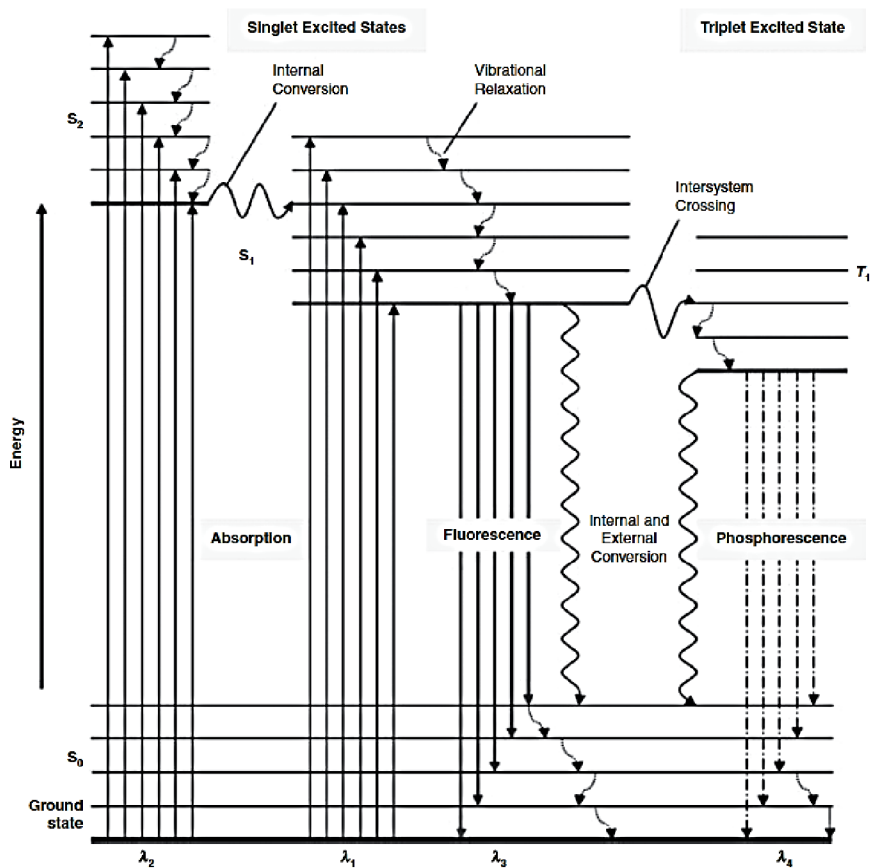 Singlet Excited States
Triplet Excited State
Internal
Conversion
Vibrational
Relaxation
S₂
Intersystem
Crossing
S₁
T₁
Energy
Absorption
Fluorescence
Internal and
External
Conversion
Phosphorescence
S₀
Ground
state
λ₂
λ₁
λ₃
λ₄